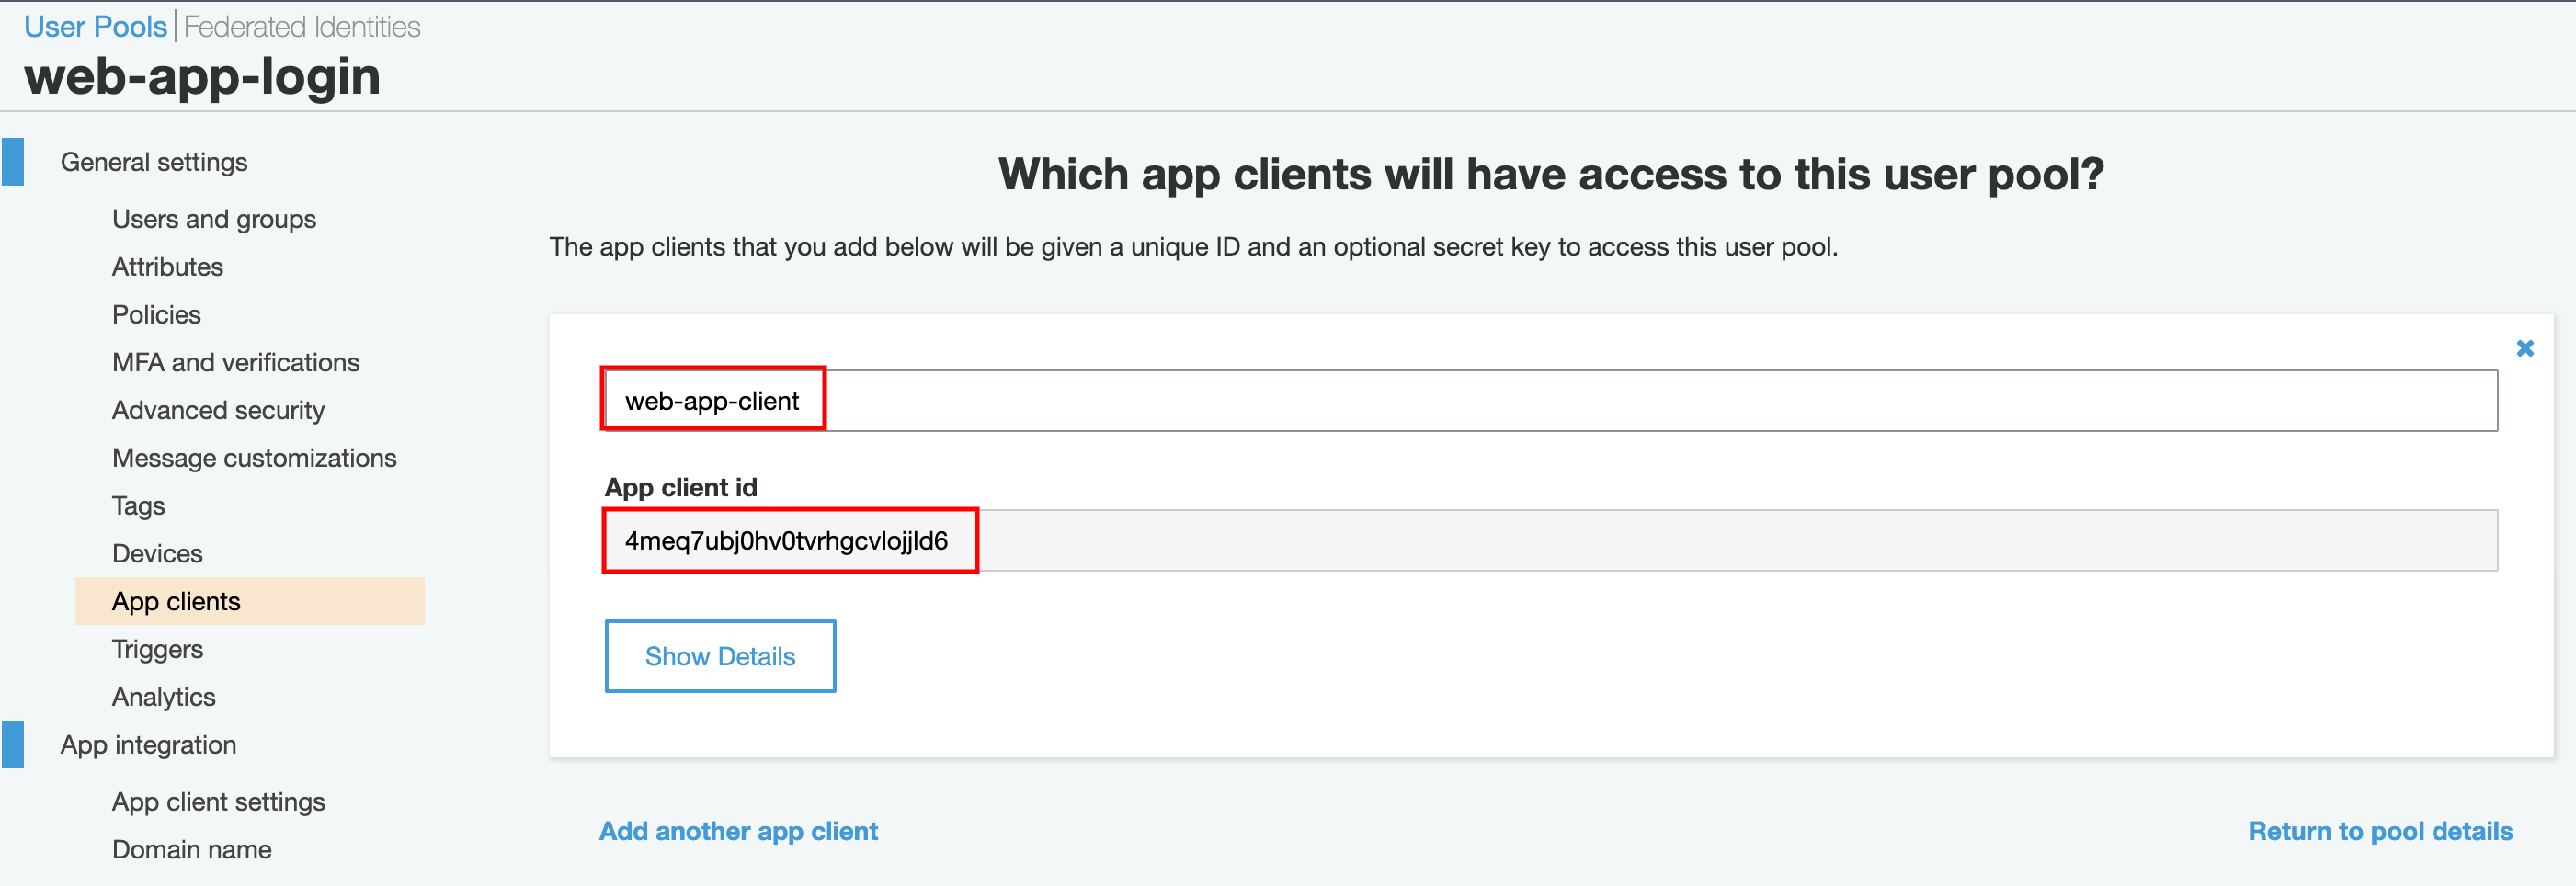 User Pools | Federated Identities
web-app-login
General settings
Users and groups
Attributes
Policies
MFA and verifications
Advanced security
Message customizations
Tags
Devices
App clients
Triggers
Analytics
App integration
App client settings
Domain name
Which app clients will have access to this user pool?
The app clients that you add below will be given a unique ID and an optional secret key to access this user pool.
web-app-client
App client id
4meq7ubj0hv0tvrhgcvlojjld6
Show Details
Add another app client
Return to pool details